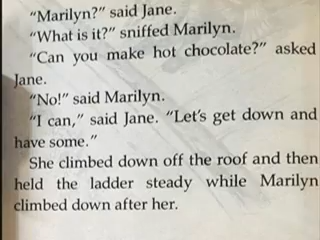 "Marilyn?" said Jane.
"What is it?" sniffed Marilyn.
"Can you make hot chocolate?" asked
Jane.
"No!" said Marilyn.
"I can," said Jane. "Let's get down and
have some."
She climbed down off the roof and then
held the ladder steady while Marilyn
climbed down after her.